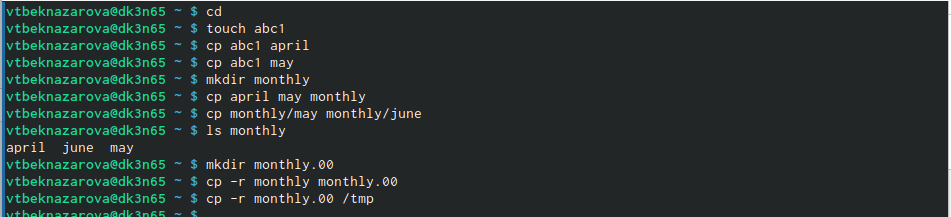 vtbeknazarova@dk3n65 ~ $ cd
vtbeknazarova@dk3n65 ~ $ touch abc1
vtbeknazarova@dk3n65 ~ $ cp abc1 april
vtbeknazarova@dk3n65 ~ $ cp abc1 may
vtbeknazarova@dk3n65 ~ $ mkdir monthly
vtbeknazarova@dk3n65 ~ $ cp april may monthly
vtbeknazarova@dk3n65 ~ $ cp monthly/may monthly/june
vtbeknazarova@dk3n65 ~ $ ls monthly
april  june  may
vtbeknazarova@dk3n65 ~ $ mkdir monthly.00
vtbeknazarova@dk3n65 ~ $ cp -r monthly monthly.00
vtbeknazarova@dk3n65 ~ $ cp -r monthly.00 /tmp
vtbeknazarova@dk3n65 ~ $